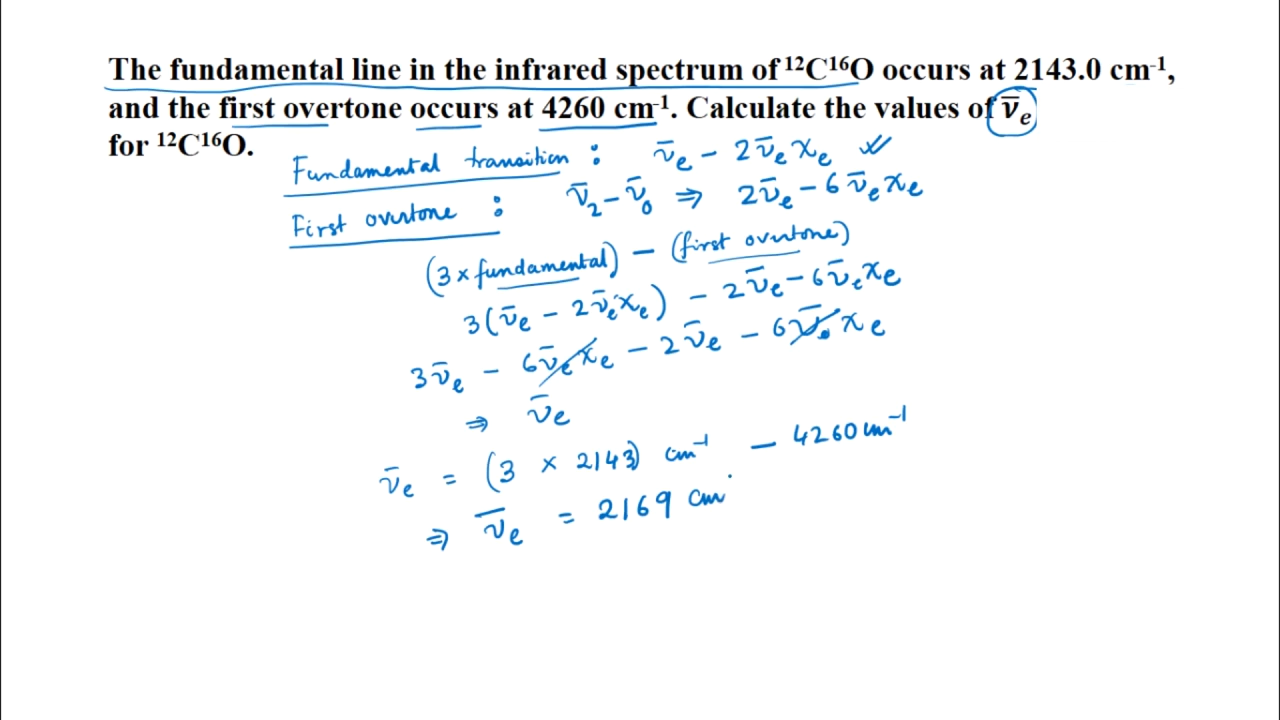 The fundamental line in the infrared spectrum of ¹²C¹⁶O occurs at 2143.0 cm⁻¹,
and the first overtone occurs at 4260 cm⁻¹. Calculate the values of ν̅ₑ
for ¹²C¹⁶O.
Fundamental transition : ν̅ₑ - 2ν̅ₑxₑ
First overtone : ν̅₂ - ν̅₀ ⇒ 2ν̅ₑ - 6ν̅ₑxₑ
(3 x fundamental) - (first overtone)
3(ν̅ₑ - 2ν̅ₑxₑ) - 2ν̅ₑ - 6ν̅ₑxₑ
3ν̅ₑ - 6ν̅ₑxₑ - 2ν̅ₑ - 6ν̅ₑxₑ
⇒ ν̅ₑ
ν̅ₑ = (3 × 2143) cm⁻¹ - 4260 cm⁻¹
⇒ ν̅ₑ = 2169 cm